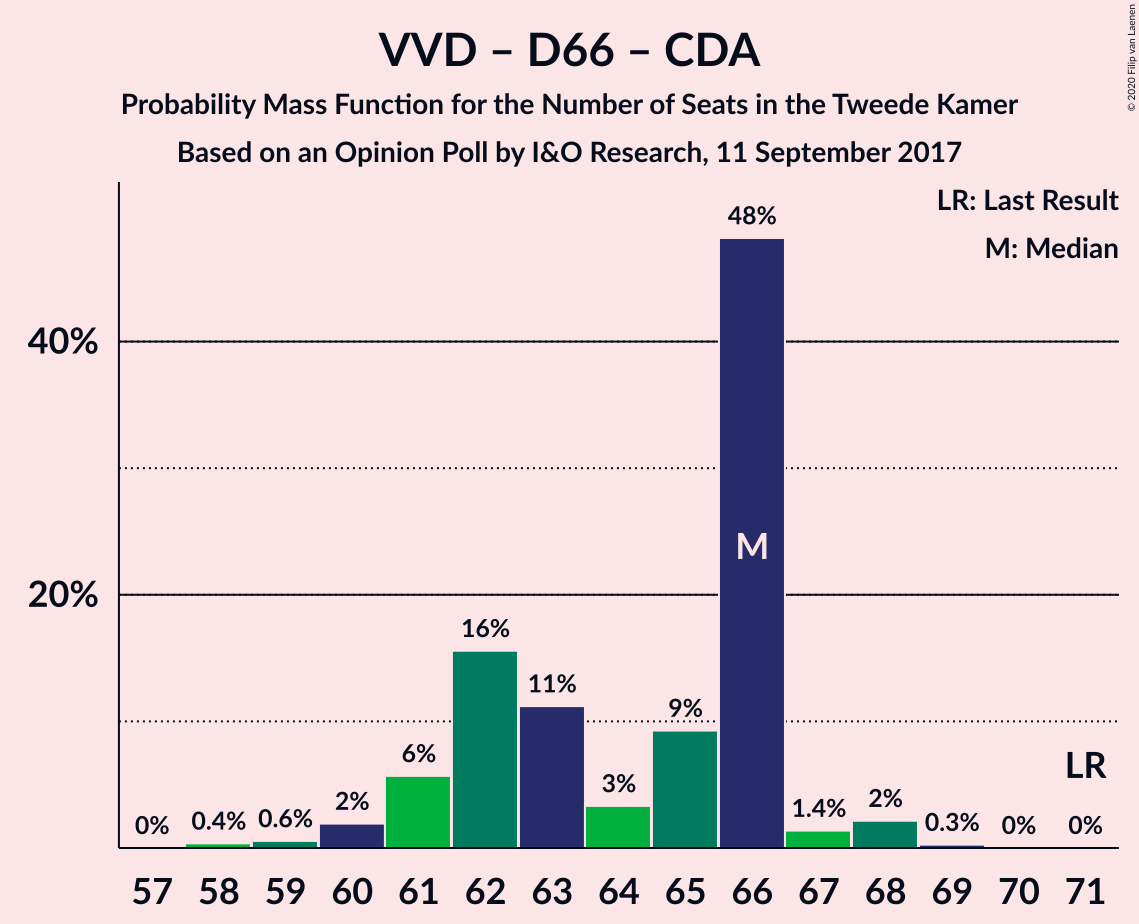 VVD – D66 – CDA
Probability Mass Function for the Number of Seats in the Tweede Kamer
Based on an Opinion Poll by I&O Research, 11 September 2017
© 2020 Filip van Laenen
LR: Last Result
M: Median
40%
20%
0%
0.4%
0.6%
2%
6%
16%
11%
3%
9%
48%
M
1.4%
2%
0.3%
0%
LR
0%
57 58 59 60 61 62 63 64 65 66 67 68 69 70 71